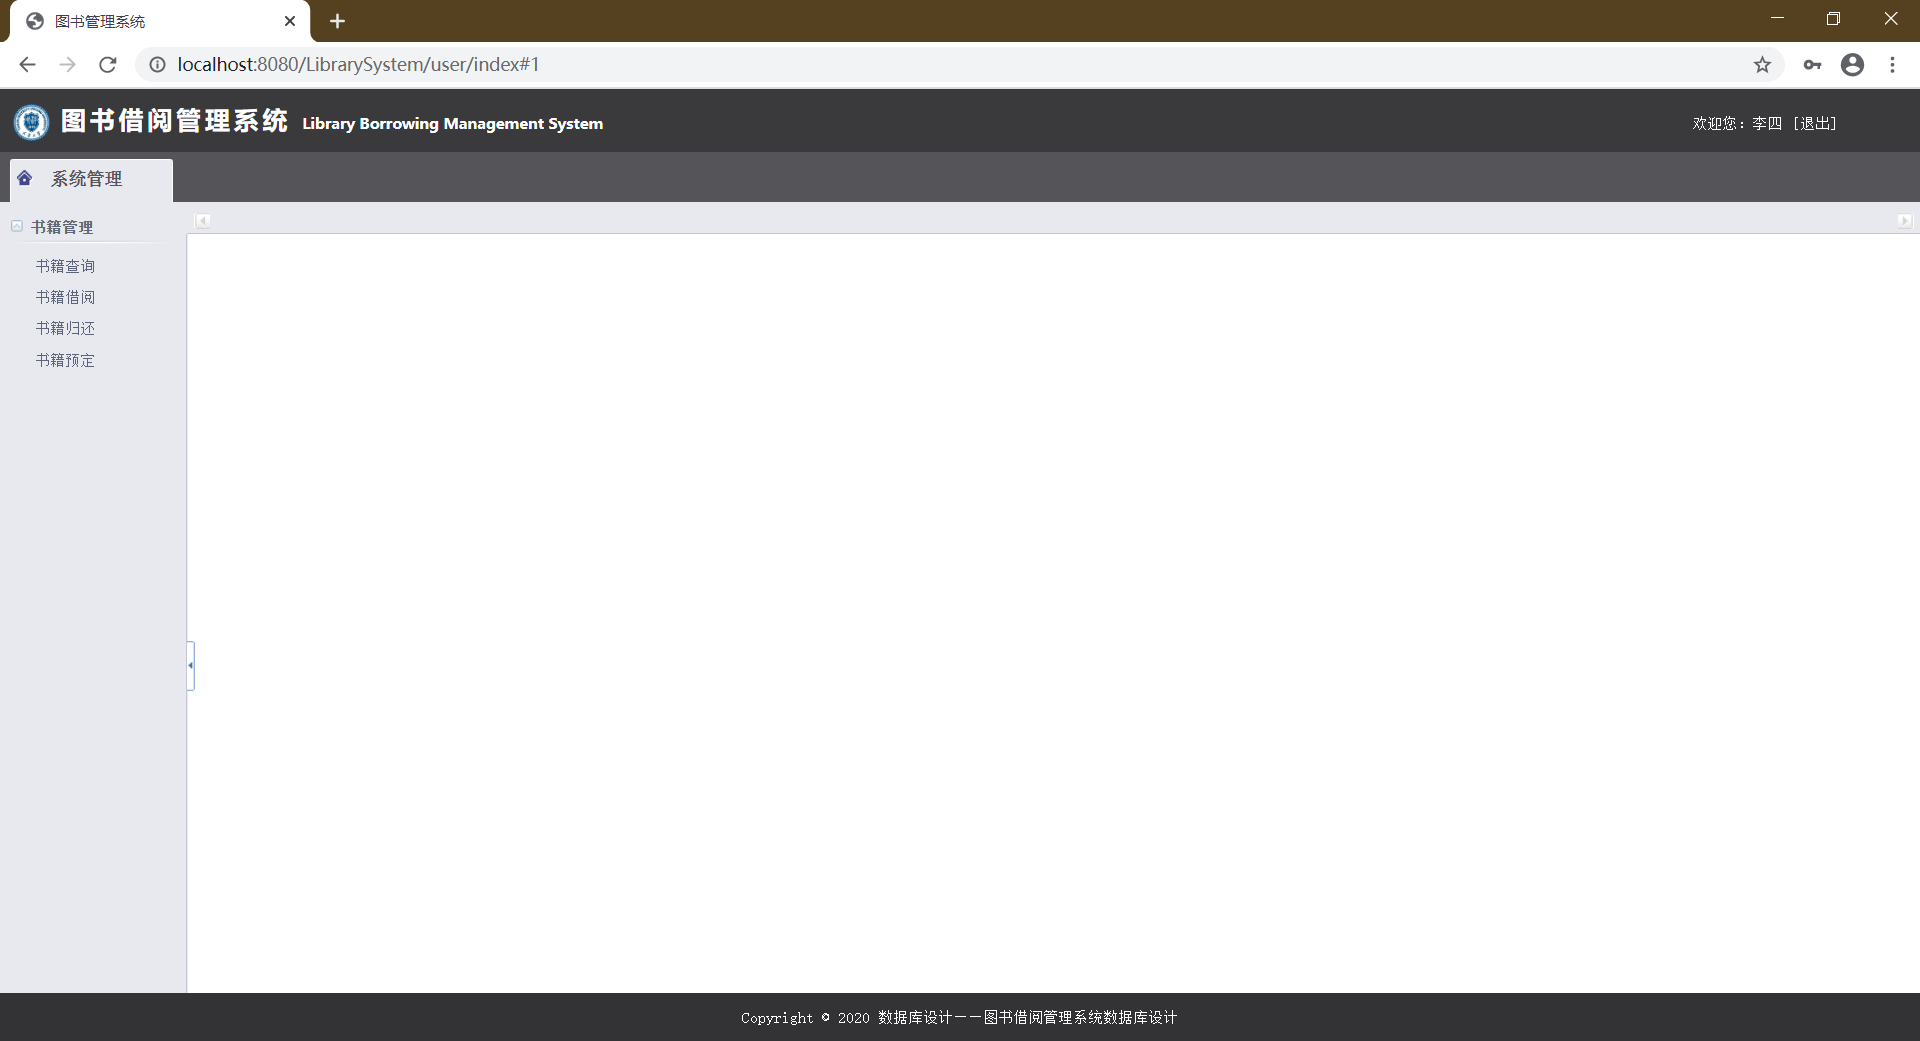 图书管理系统
localhost:8080/LibrarySystem/user/index#1
图书借阅管理系统 Library Borrowing Management System
欢迎您：李四 [退出]
系统管理
书籍管理
书籍查询
书籍借阅
书籍归还
书籍预定
Copyright © 2020 数据库设计——图书借阅管理系统数据库设计